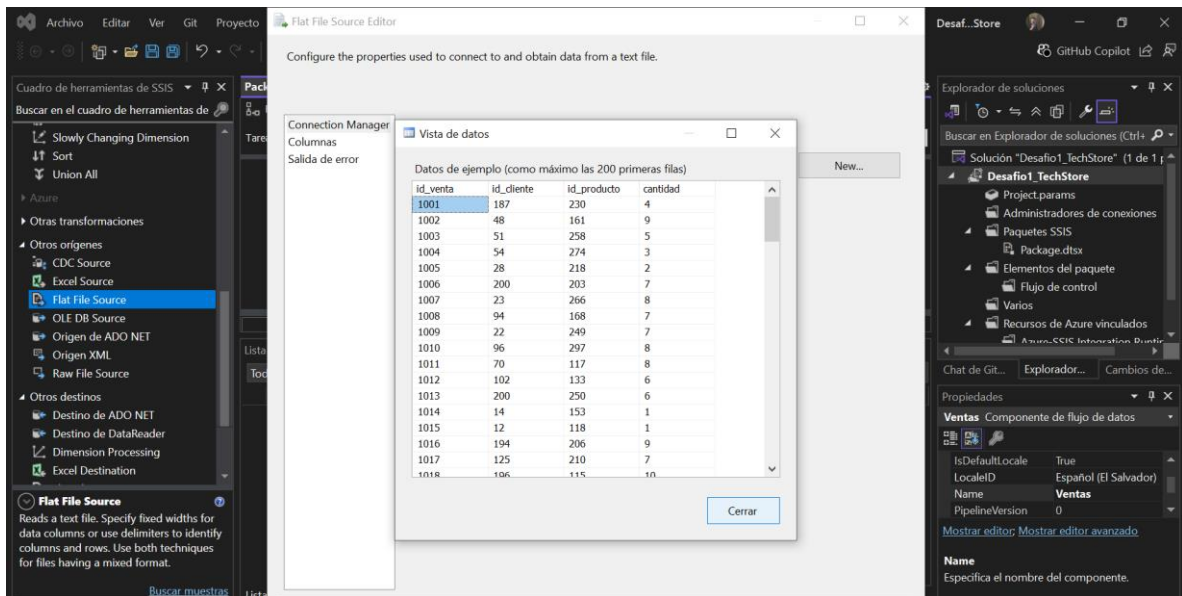 Archivo Editar Ver Git Proyecto
Desaf...Store
GitHub Copilot
Cuadro de herramientas de SSIS
Buscar en el cuadro de herramientas de
Slowly Changing Dimension
Sort
Union All
Azure
Otras transformaciones
Otros orígenes
CDC Source
Excel Source
Flat File Source
OLE DB Source
Origen de ADO NET
Origen XML
Raw File Source
Otros destinos
Destino de ADO NET
Destino de DataReader
Dimension Processing
Excel Destination
Flat File Source
Reads a text file. Specify fixed widths for
data columns or use delimiters to identify
columns and rows. Use both techniques
for files having a mixed format.
Buscar muestras
Pack
Tarea
Lista
Tod
Flat File Source Editor
Configure the properties used to connect to and obtain data from a text file.
Connection Manager
Columnas
Salida de error
New...
Vista de datos
Datos de ejemplo (como máximo las 200 primeras filas)
id_venta id_cliente id_producto cantidad
1001 187 230 4
1002 48 161 9
1003 51 258 5
1004 54 274 3
1005 28 218 2
1006 200 203 7
1007 23 266 8
1008 94 168 7
1009 22 249 7
1010 96 297 8
1011 70 117 8
1012 102 133 6
1013 200 250 6
1014 14 153 1
1015 12 118 1
1016 194 206 9
1017 125 210 7
1018 196 115 10
Cerrar
Explorador de soluciones
Buscar en Explorador de soluciones (Ctrl+
Solución "Desafio1_TechStore" (1 de 1 p
Desafio1_TechStore
Project.params
Administradores de conexiones
Paquetes SSIS
Package.dtsx
Elementos del paquete
Flujo de control
Varios
Recursos de Azure vinculados
Azure-SSIS Integration Runtir
Chat de Git... Explorador... Cambios de...
Propiedades
Ventas Componente de flujo de datos
IsDefaultLocale True
LocaleID Español (El Salvador)
Name Ventas
PipelineVersion 0
Mostrar editor; Mostrar editor avanzado
Name
Especifica el nombre del componente.